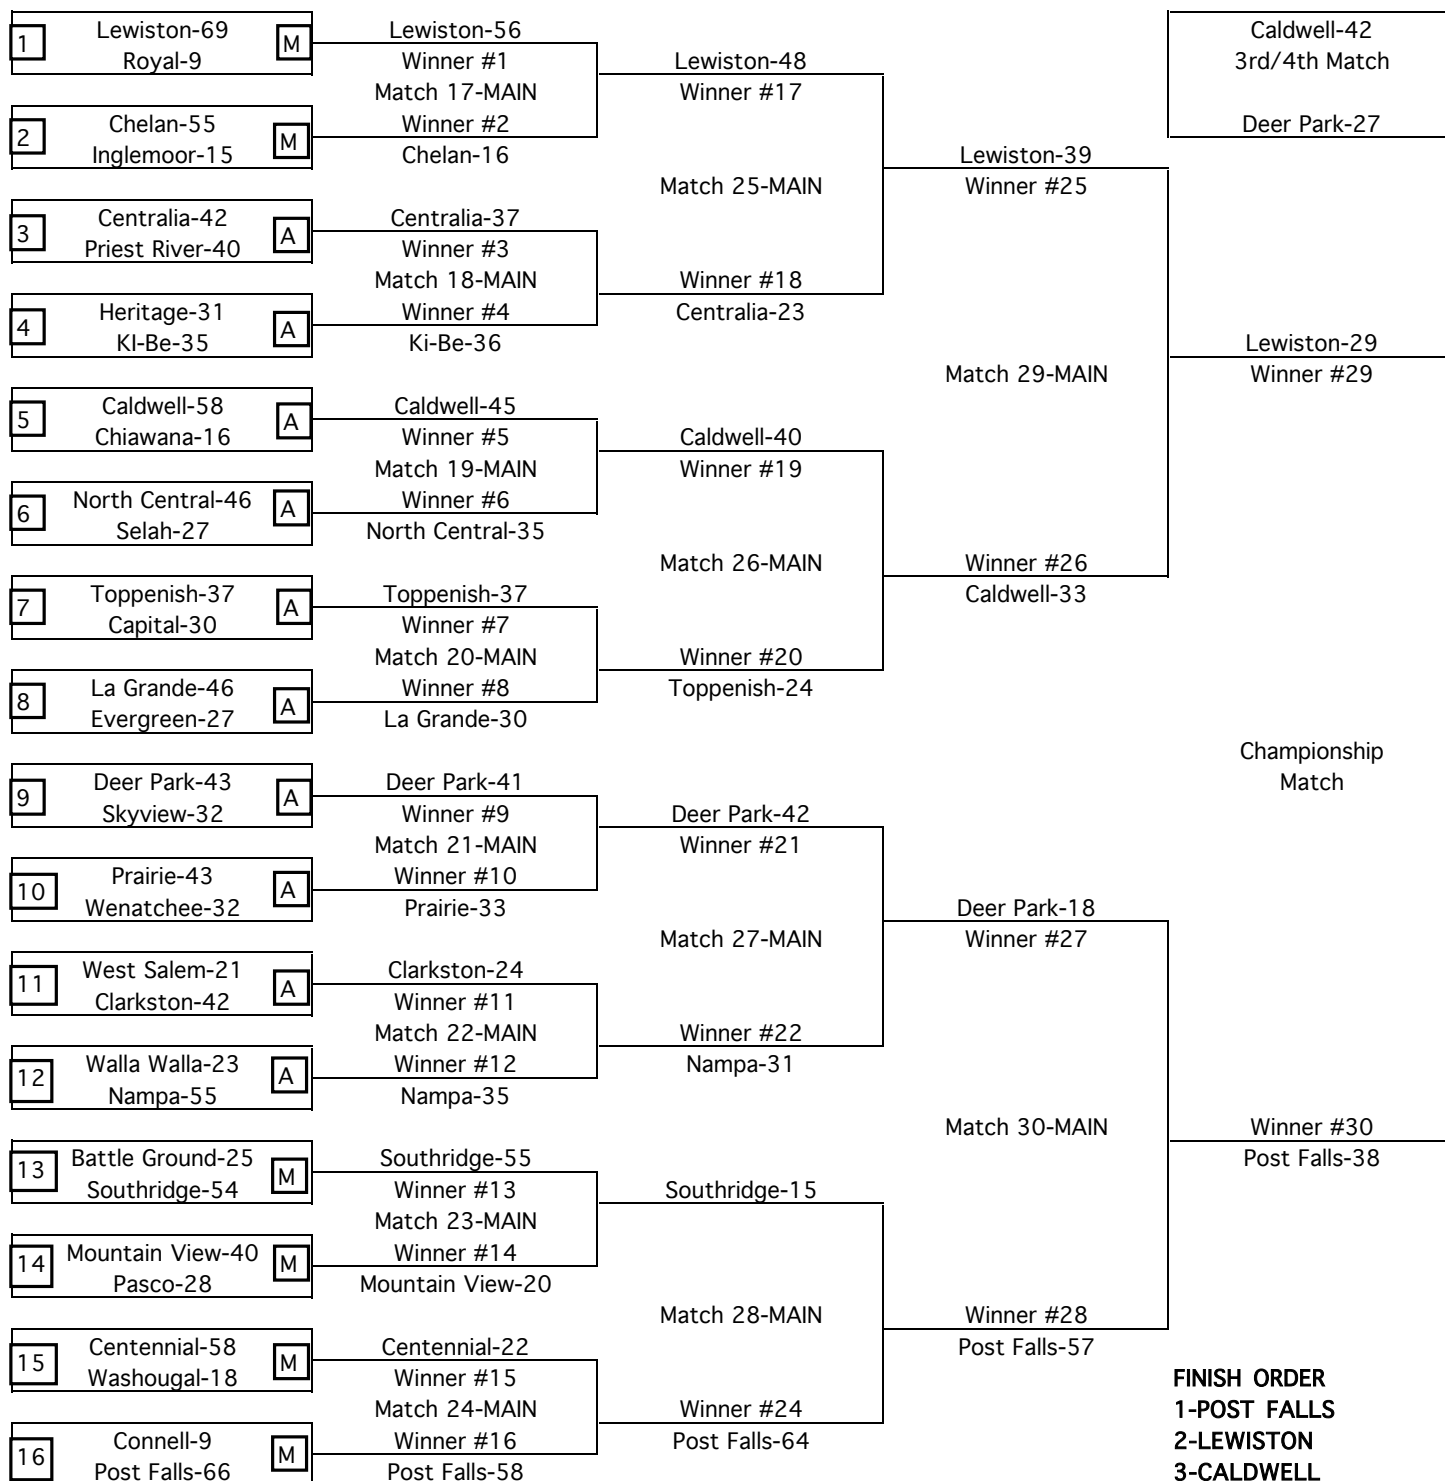 1
Lewiston-69
Royal-9
M
2
Chelan-55
Inglemoor-15
M
3
Centralia-42
Priest River-40
A
4
Heritage-31
KI-Be-35
A
5
Caldwell-58
Chiawana-16
A
6
North Central-46
Selah-27
A
7
Toppenish-37
Capital-30
A
8
La Grande-46
Evergreen-27
A
9
Deer Park-43
Skyview-32
A
10
Prairie-43
Wenatchee-32
A
11
West Salem-21
Clarkston-42
A
12
Walla Walla-23
Nampa-55
A
13
Battle Ground-25
Southridge-54
M
14
Mountain View-40
Pasco-28
M
15
Centennial-58
Washougal-18
M
16
Connell-9
Post Falls-66
M
Lewiston-56
Winner #1
Match 17-MAIN
Winner #2
Chelan-16
Centralia-37
Winner #3
Match 18-MAIN
Winner #4
Ki-Be-36
Caldwell-45
Winner #5
Match 19-MAIN
Winner #6
North Central-35
Toppenish-37
Winner #7
Match 20-MAIN
Winner #8
La Grande-30
Deer Park-41
Winner #9
Match 21-MAIN
Winner #10
Prairie-33
Clarkston-24
Winner #11
Match 22-MAIN
Winner #12
Nampa-35
Southridge-55
Winner #13
Match 23-MAIN
Winner #14
Mountain View-20
Centennial-22
Winner #15
Match 24-MAIN
Winner #16
Post Falls-58
Lewiston-48
Winner #17
Match 25-MAIN
Winner #18
Centralia-23
Caldwell-40
Winner #19
Match 26-MAIN
Winner #20
Toppenish-24
Deer Park-42
Winner #21
Match 27-MAIN
Winner #22
Nampa-31
Southridge-15
Match 28-MAIN
Winner #24
Post Falls-64
Lewiston-39
Winner #25
Match 29-MAIN
Winner #26
Caldwell-33
Deer Park-18
Winner #27
Match 30-MAIN
Winner #28
Post Falls-57
Caldwell-42
3rd/4th Match
Deer Park-27
Lewiston-29
Winner #29
Championship
Match
Winner #30
Post Falls-38
FINISH ORDER
1-POST FALLS
2-LEWISTON
3-CALDWELL